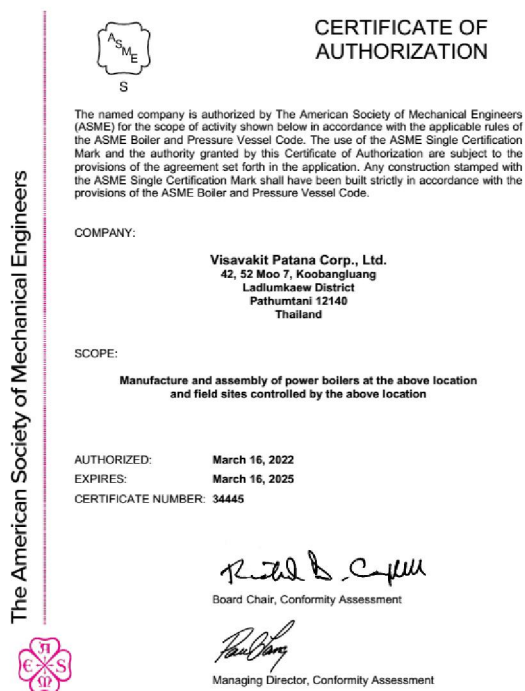 ASME
S
CERTIFICATE OF
AUTHORIZATION
The named company is authorized by The American Society of Mechanical Engineers
(ASME) for the scope of activity shown below in accordance with the applicable rules of
the ASME Boiler and Pressure Vessel Code. The use of the ASME Single Certification
Mark and the authority granted by this Certificate of Authorization are subject to the
provisions of the agreement set forth in the application. Any construction stamped with
the ASME Single Certification Mark shall have been built strictly in accordance with the
provisions of the ASME Boiler and Pressure Vessel Code.
COMPANY:
Visavakit Patana Corp., Ltd.
42, 52 Moo 7, Koobangluang
Ladlumkaew District
Pathumtani 12140
Thailand
SCOPE:
Manufacture and assembly of power boilers at the above location
and field sites controlled by the above location
AUTHORIZED: March 16, 2022
EXPIRES: March 16, 2025
CERTIFICATE NUMBER: 34445
Board Chair, Conformity Assessment
Managing Director, Conformity Assessment
The American Society of Mechanical Engineers